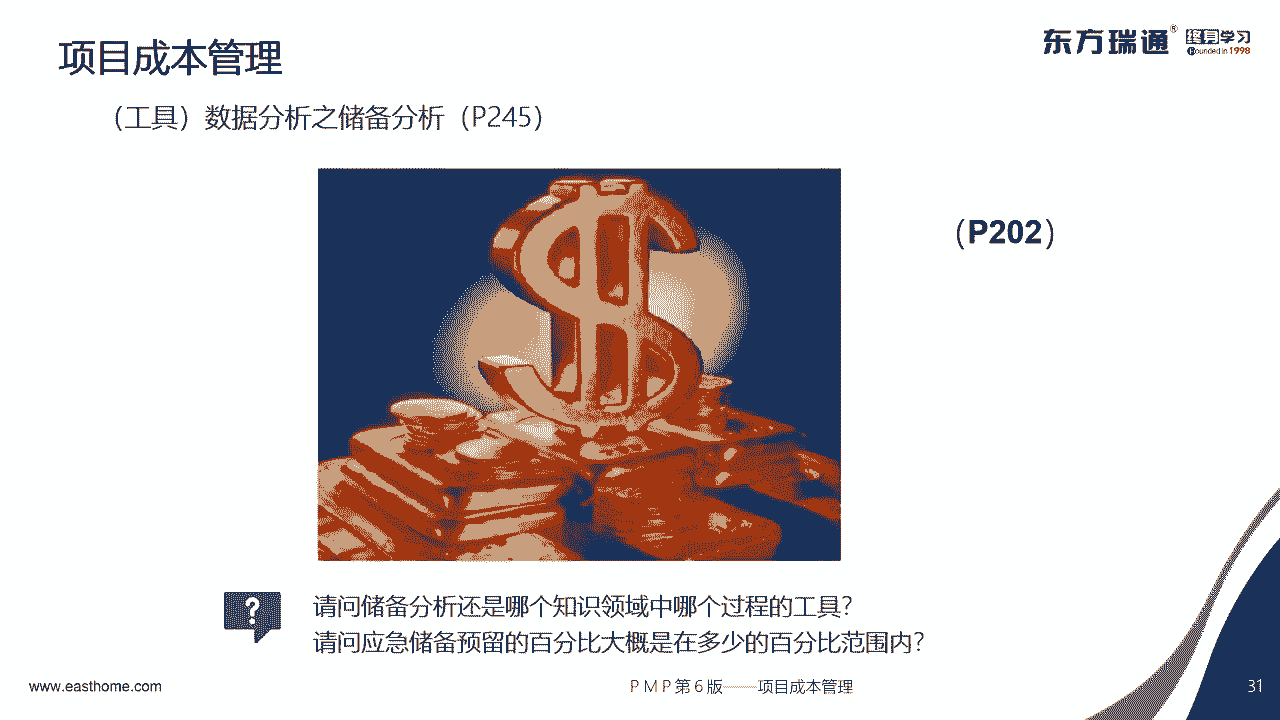 项目成本管理
东方瑞通® 终身学习
Founded in 1998
（工具）数据分析之储备分析（P245）
（P202）
?
请问储备分析还是哪个知识领域中哪个过程的工具？
请问应急储备预留的百分比大概是在多少的百分比范围内？
www.easthome.com
PMP第6版——项目成本管理
31